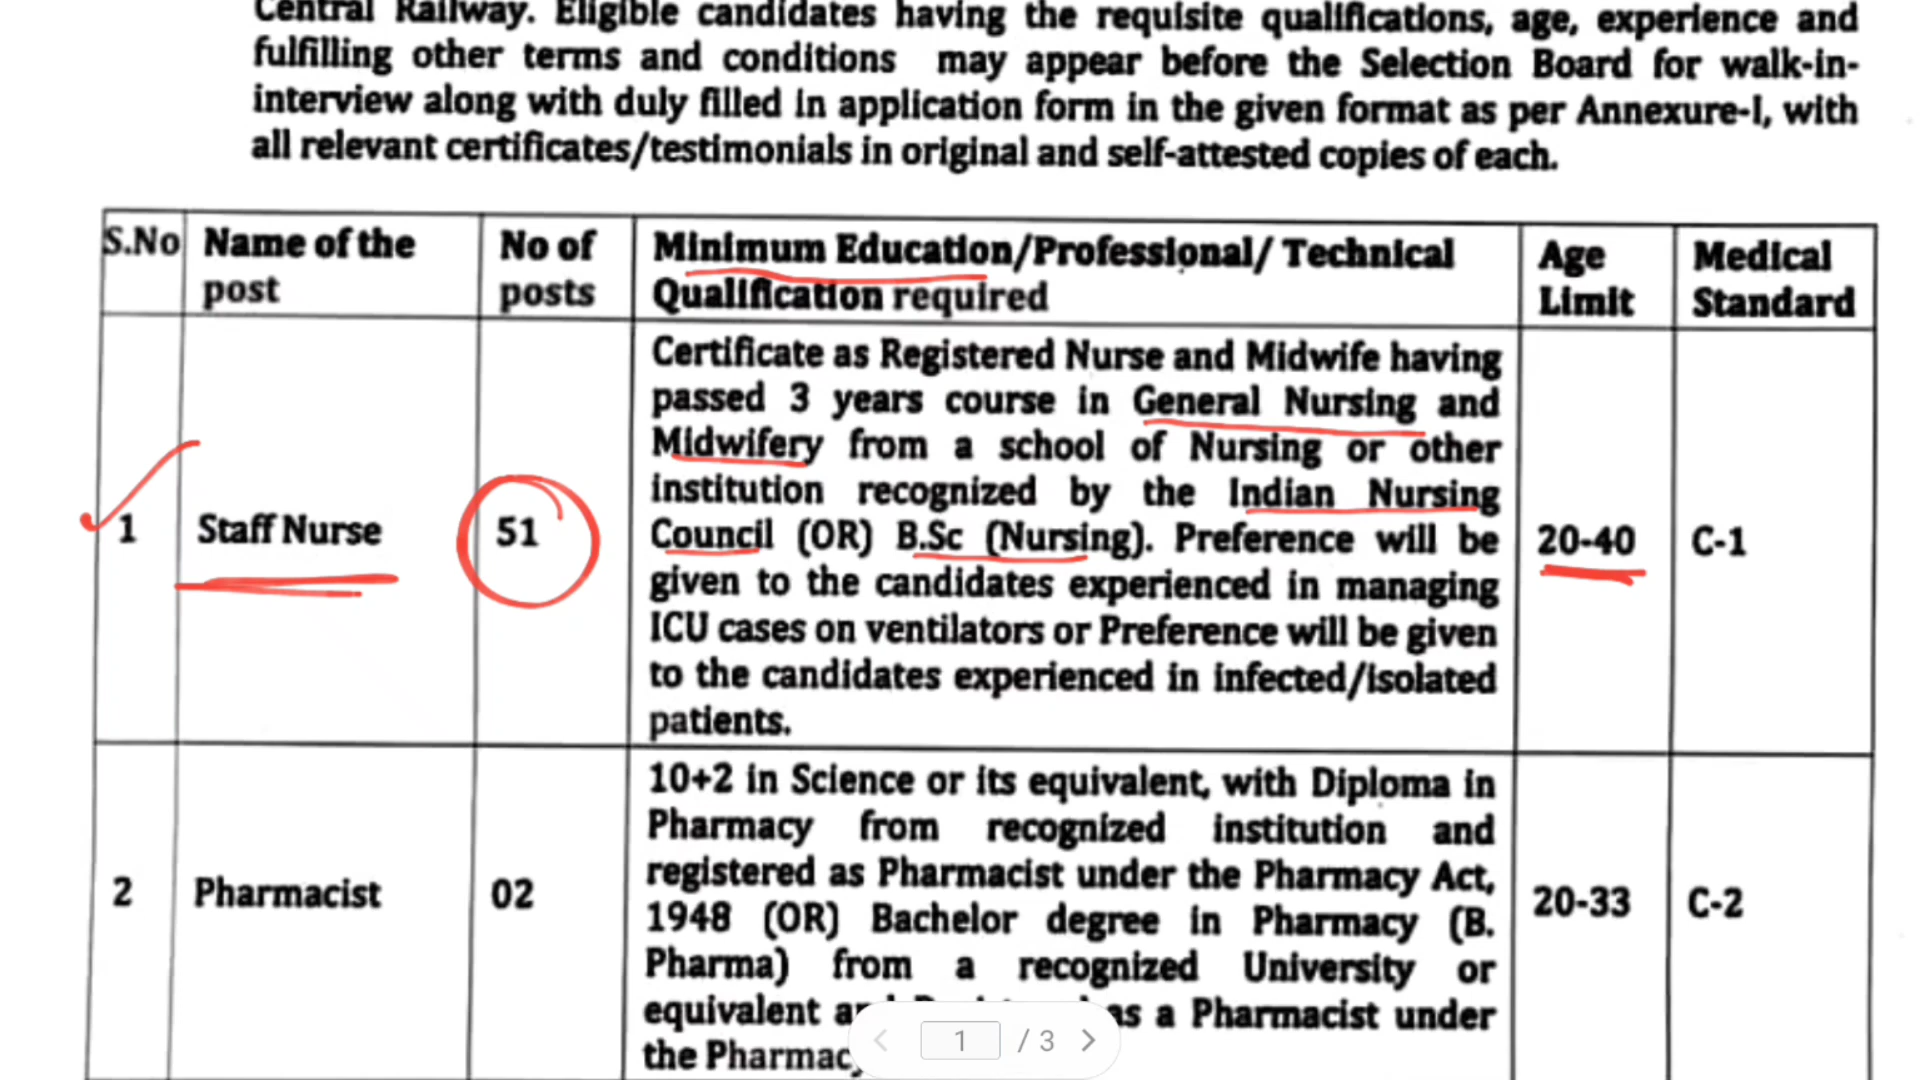 Central Railway. Eligible candidates having the requisite qualifications, age, experience and
fulfilling other terms and conditions may appear before the Selection Board for walk-in-
interview along with duly filled in application form in the given format as per Annexure-I, with
all relevant certificates/testimonials in original and self-attested copies of each.
S.No
Name of the
post
No of
posts
Minimum Education/Professional/ Technical
Qualification required
Age
Limit
Medical
Standard
1
Staff Nurse
51
Certificate as Registered Nurse and Midwife having
passed 3 years course in General Nursing and
Midwifery from a school of Nursing or other
institution recognized by the Indian Nursing
Council (OR) B.Sc (Nursing). Preference will be
given to the candidates experienced in managing
ICU cases on ventilators or Preference will be given
to the candidates experienced in infected/isolated
patients.
20-40
C-1
2
Pharmacist
02
10+2 in Science or its equivalent, with Diploma in
Pharmacy from recognized institution and
registered as Pharmacist under the Pharmacy Act,
1948 (OR) Bachelor degree in Pharmacy (B.
Pharma) from a recognized University or
equivalent as a Pharmacist under
the
20-33
C-2
1 / 3